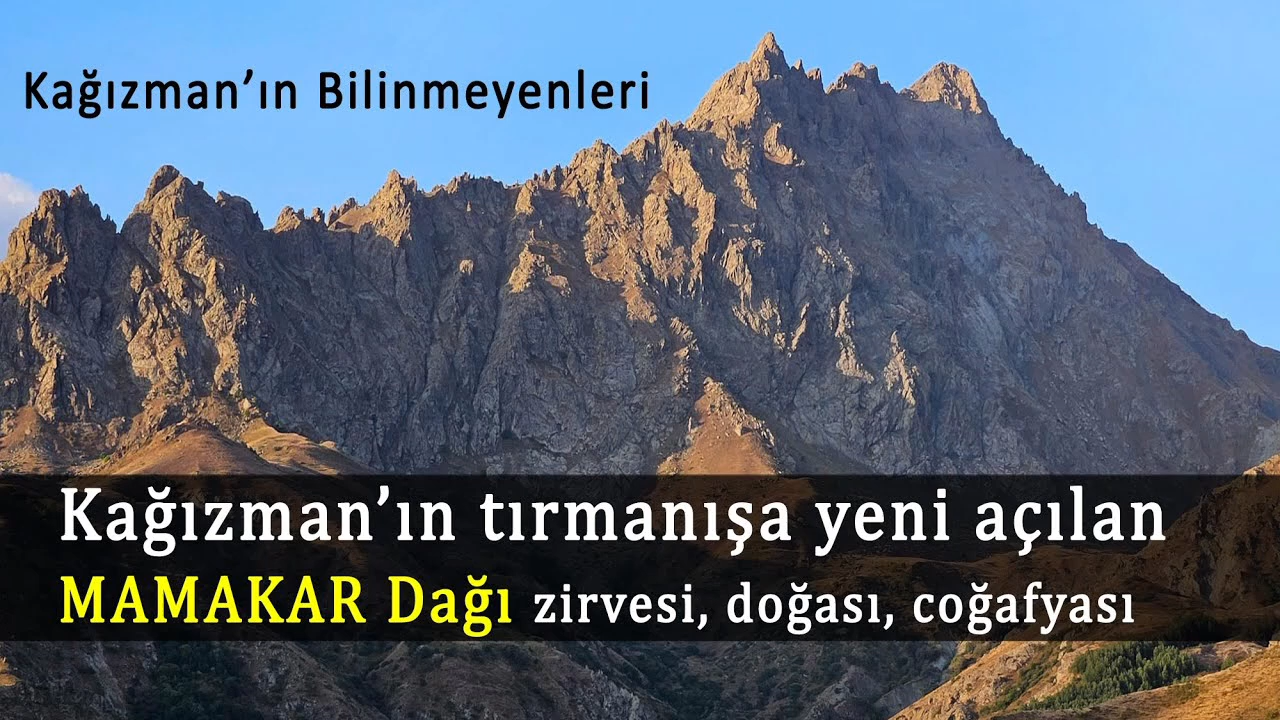 Kağızman’ın Bilinmeyenleri
Kağızman’ın tırmanışa yeni açılan
MAMAKAR Dağı zirvesi, doğası, coğafyası